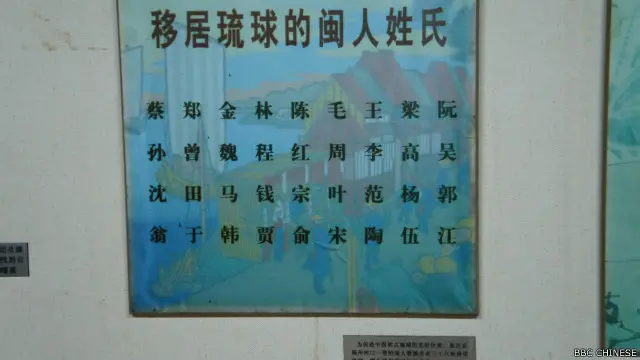 移居琉球的闽人姓氏
蔡 郑 金 林 陈 毛 王 梁 阮
孙 曾 魏 程 红 周 李 高 吴
沈 田 马 钱 宗 叶 范 杨 郭
翁 于 韩 贾 俞 宋 陶 伍 江
BBC CHINESE